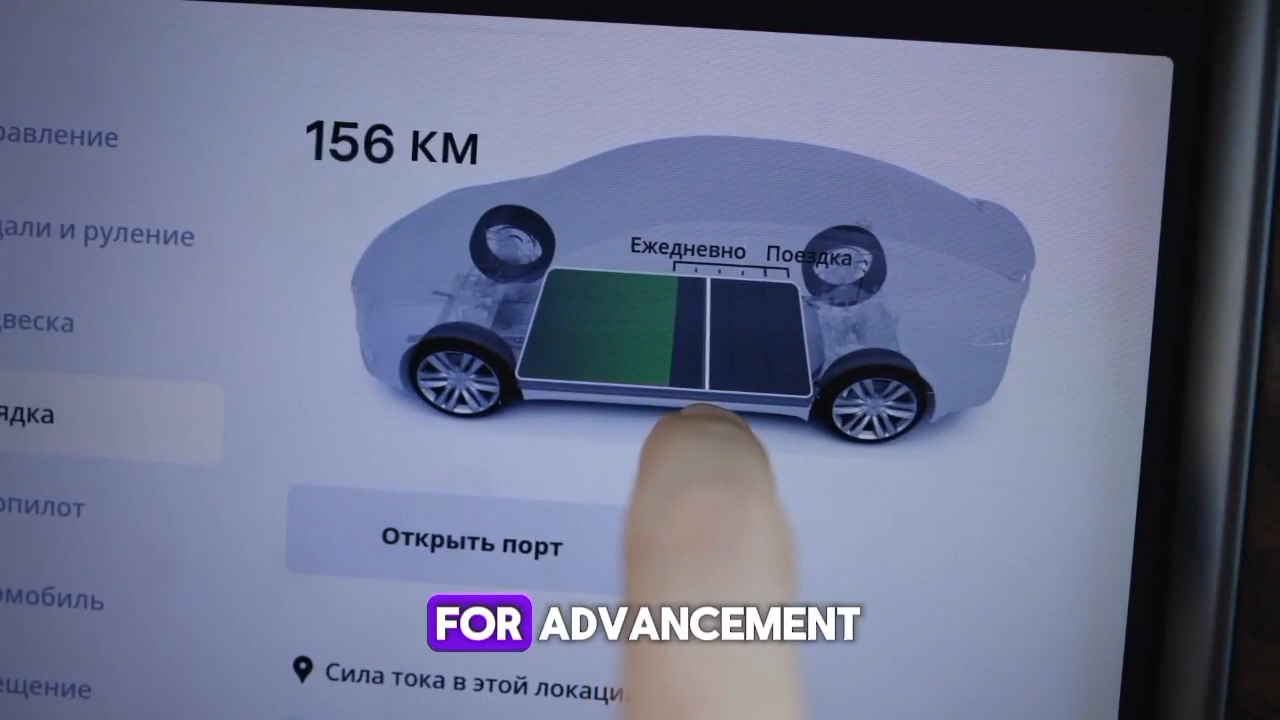 156 км
равление
Ежедневно Поездка
дали и руление
двеска
ядка
опилот
Открыть порт
омобиль
FOR ADVANCEMENT
ещение
Сила тока в этой локаци